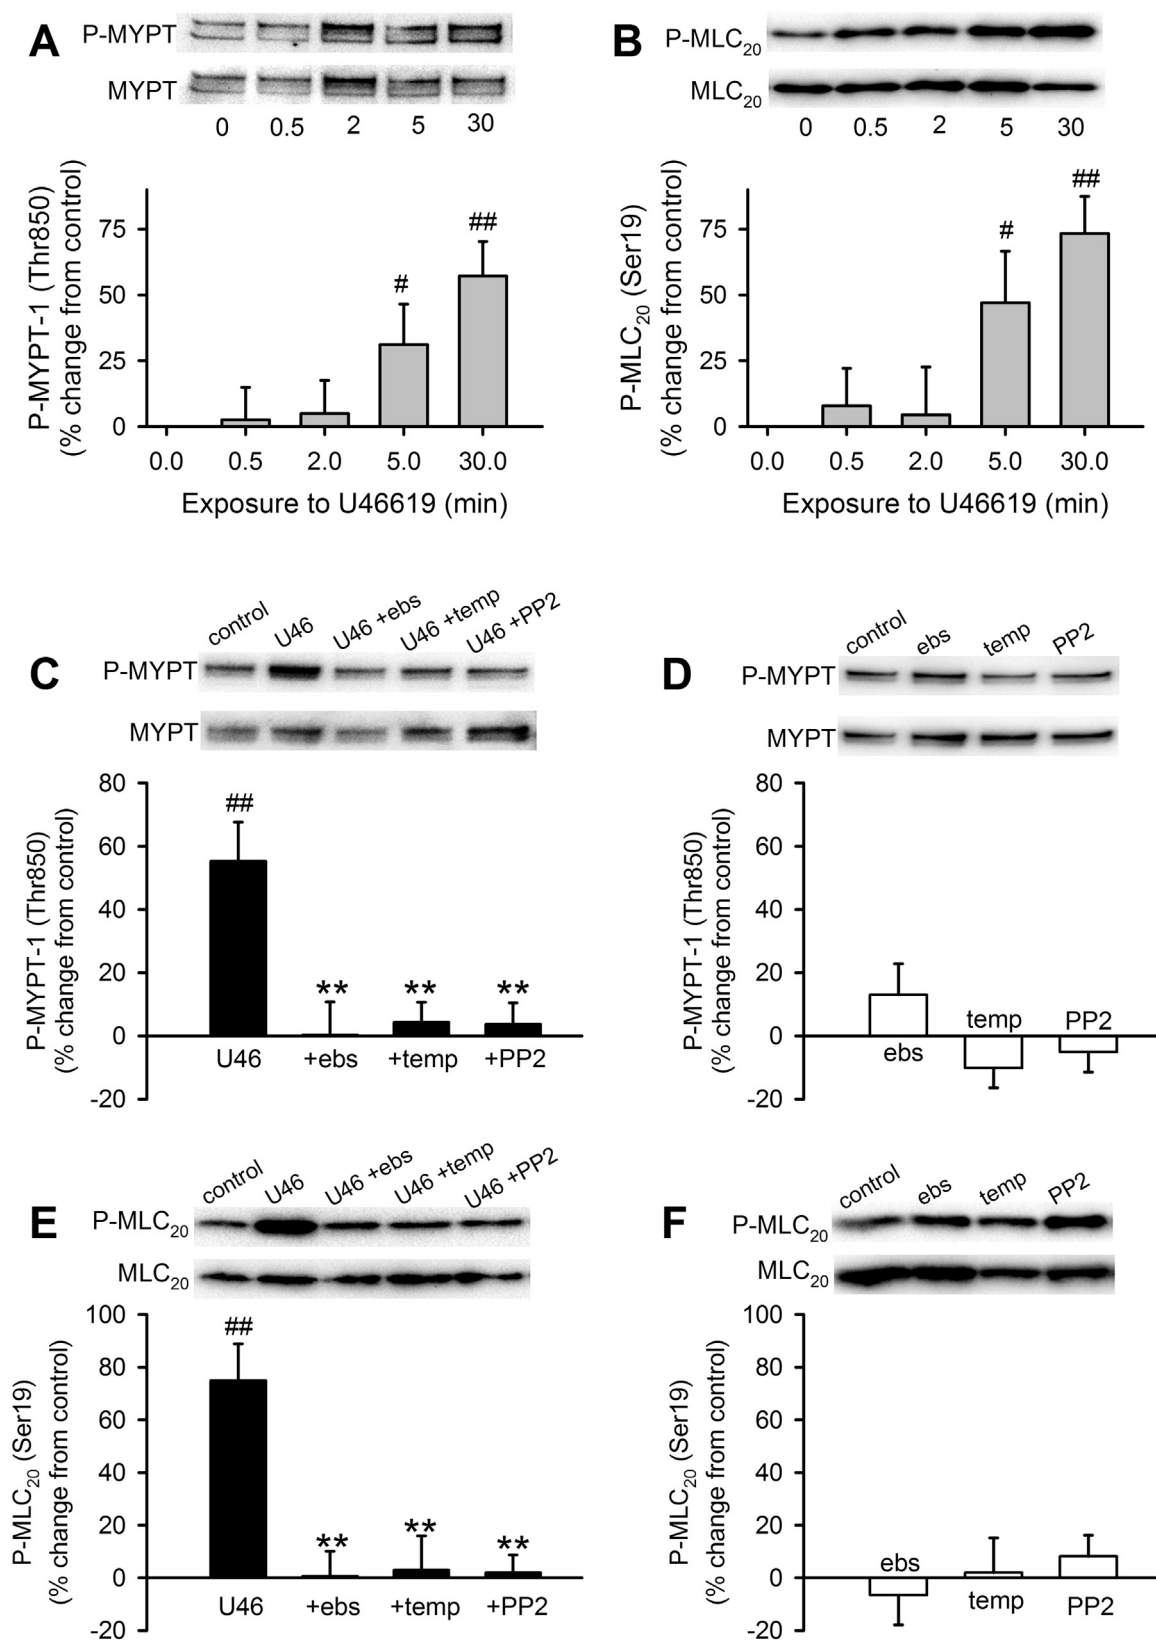 A
P-MYPT
MYPT
0 0.5 2 5 30
P-MYPT-1 (Thr850)
(% change from control)
75
50
25
0
#
##
0.0 0.5 2.0 5.0 30.0
Exposure to U46619 (min)
B
P-MLC20
MLC20
0 0.5 2 5 30
P-MLC20 (Ser19)
(% change from control)
75
50
25
0
#
##
0.0 0.5 2.0 5.0 30.0
Exposure to U46619 (min)
C
control U46 U46 +ebs U46 +temp U46 +PP2
P-MYPT
MYPT
P-MYPT-1 (Thr850)
(% change from control)
80
60
40
20
0
-20
##
** ** **
U46 +ebs +temp +PP2
D
control ebs temp PP2
P-MYPT
MYPT
P-MYPT-1 (Thr850)
(% change from control)
80
60
40
20
0
-20
ebs temp PP2
E
control U46 U46 +ebs U46 +temp U46 +PP2
P-MLC20
MLC20
P-MLC20 (Ser19)
(% change from control)
100
80
60
40
20
0
-20
##
** ** **
U46 +ebs +temp +PP2
F
control ebs temp PP2
P-MLC20
MLC20
P-MLC20 (Ser19)
(% change from control)
100
80
60
40
20
0
-20
ebs temp PP2